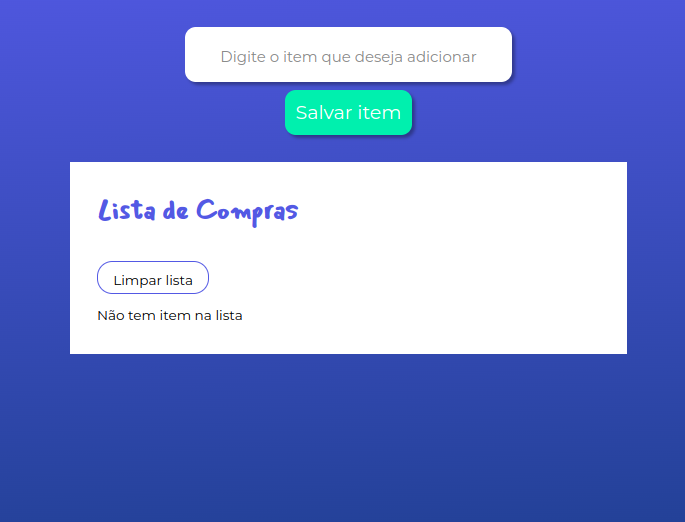 Digite o item que deseja adicionar
Salvar item
Lista de Compras
Limpar lista
Não tem item na lista